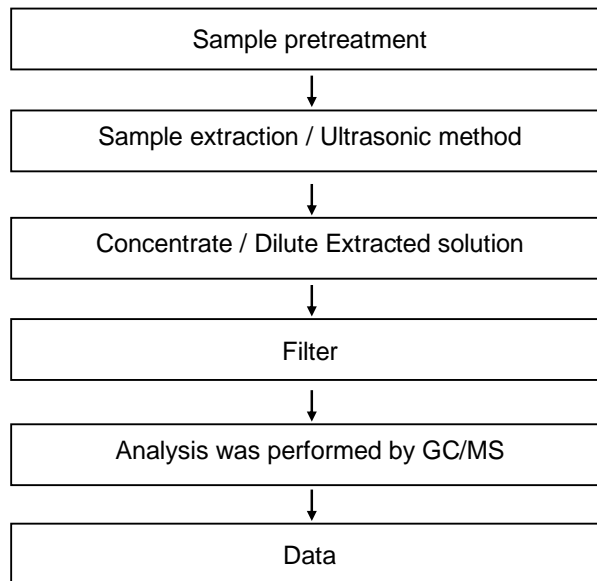 Sample pretreatment
Sample extraction / Ultrasonic method
Concentrate / Dilute Extracted solution
Filter
Analysis was performed by GC/MS
Data